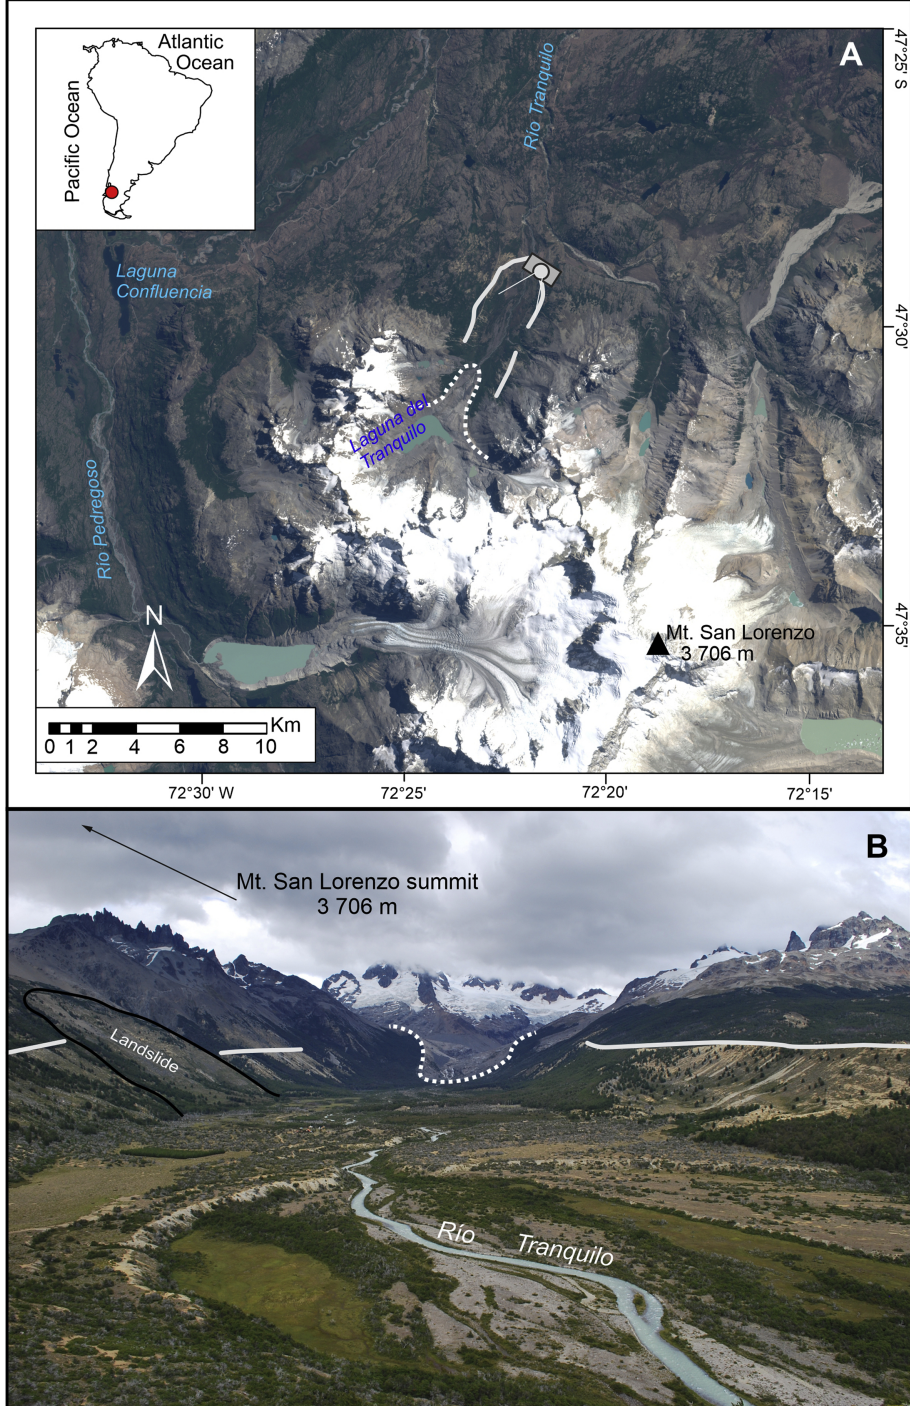 Atlantic
Ocean
Pacific Ocean
A
Río Tranquilo
47°25' S
Laguna
Confluencia
47°30'
Laguna del
Tranquilo
Río Pedregoso
N
47°35'
Mt. San Lorenzo
3 706 m
Km
0 1 2 4 6 8 10
72°30' W
72°25'
72°20'
72°15'
B
Mt. San Lorenzo summit
3 706 m
Landslide
Río Tranquilo